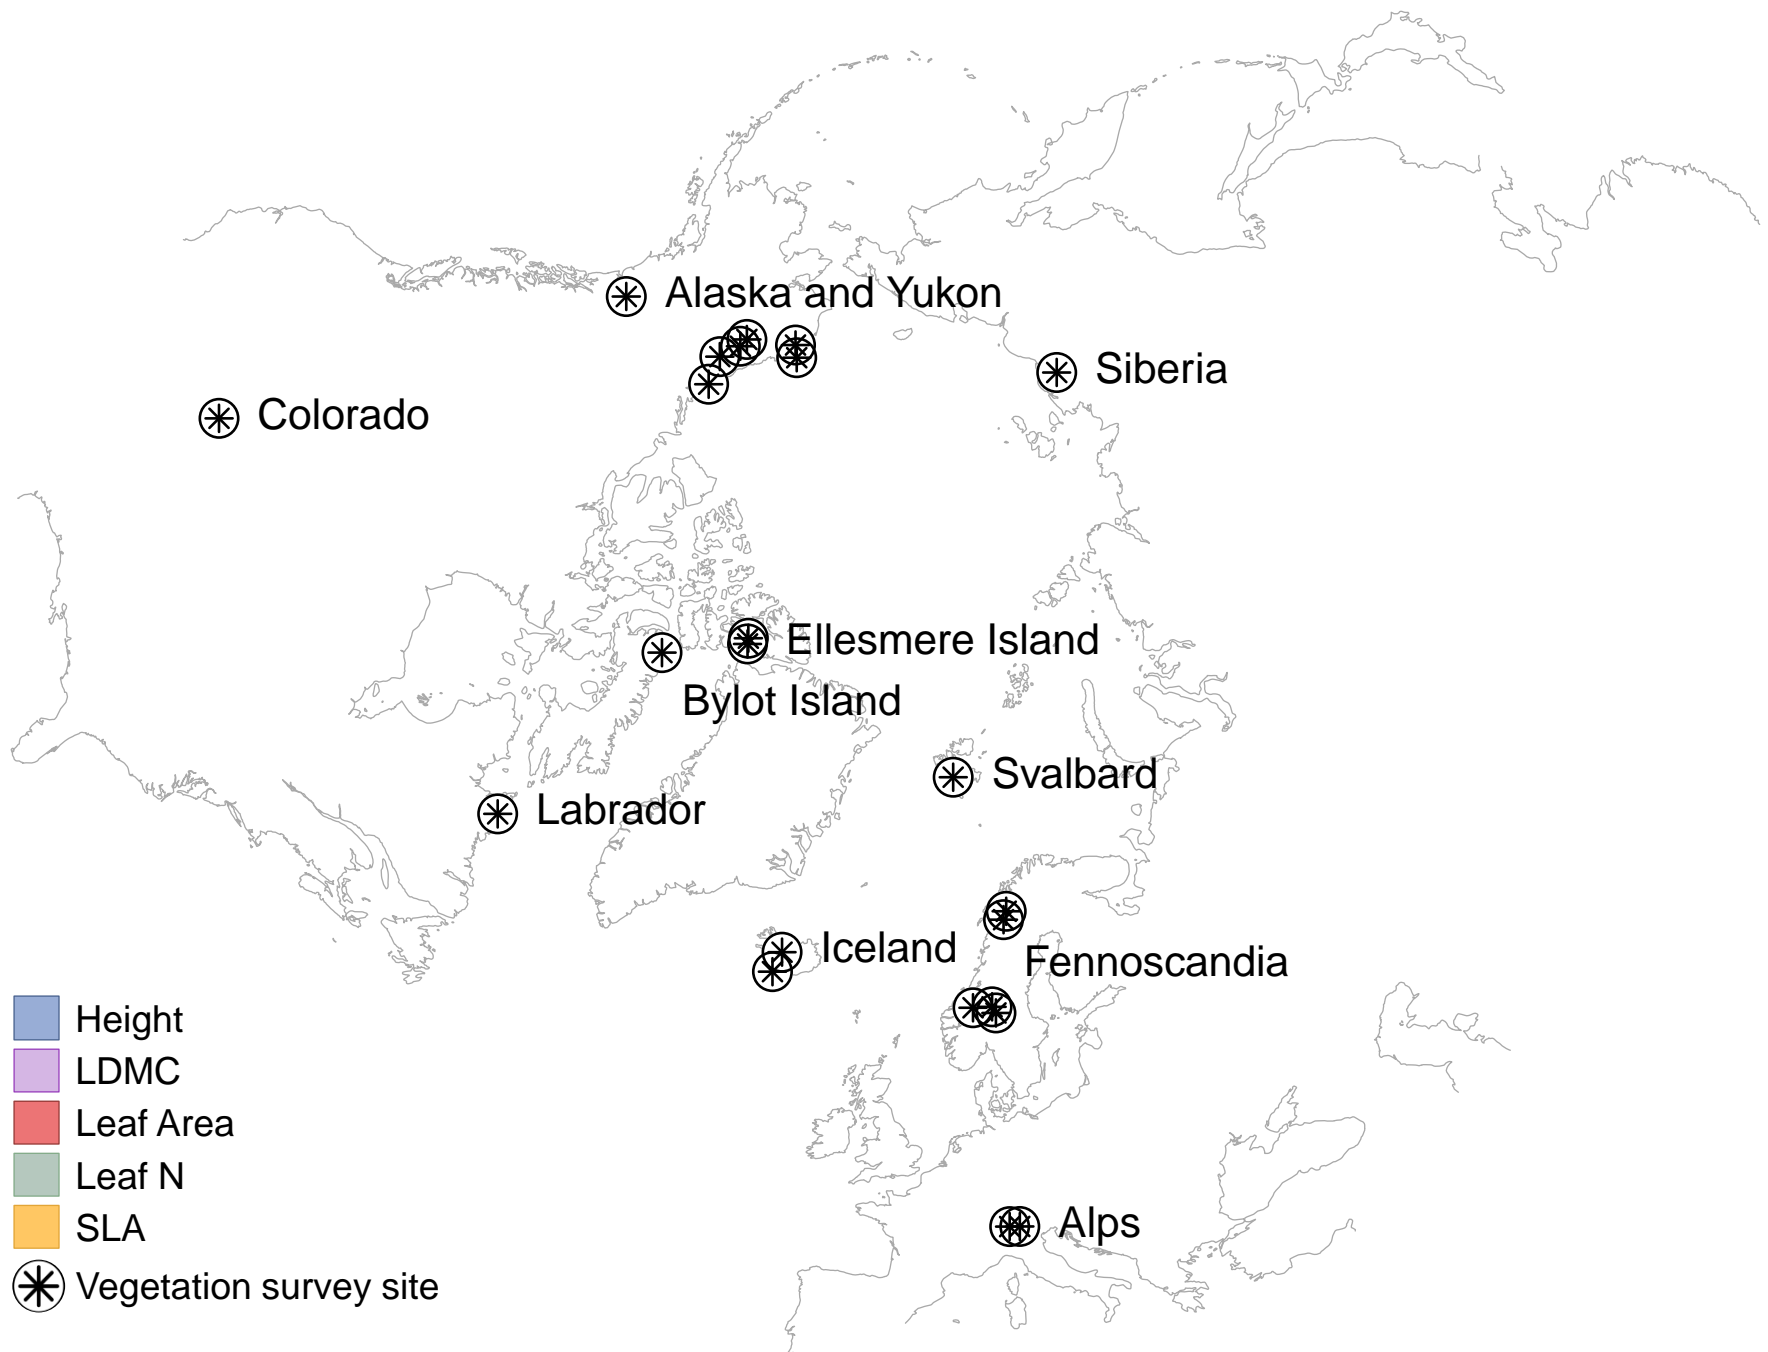 Alaska and Yukon
Siberia
Colorado
Ellesmere Island
Bylot Island
Svalbard
Labrador
Iceland
Fennoscandia
Height
LDMC
Leaf Area
Leaf N
SLA
Alps
Vegetation survey site